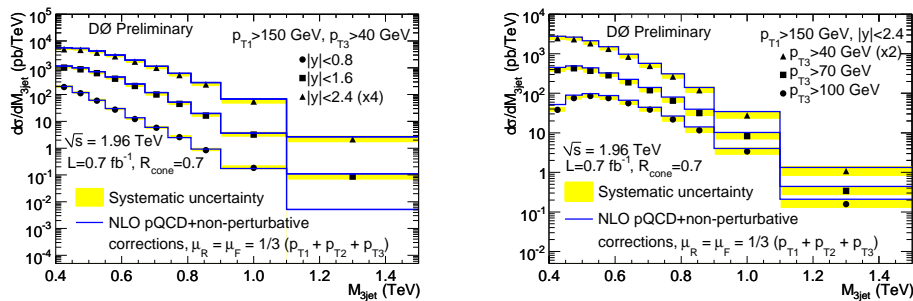 DØ Preliminary
p_T1>150 GeV, p_T3>40 GeV
|y|<0.8
|y|<1.6
|y|<2.4 (x4)
√s = 1.96 TeV
L=0.7 fb⁻¹, R_cone=0.7
Systematic uncertainty
NLO pQCD+non-perturbative
corrections, μ_R = μ_F = 1/3 (p_T1 + p_T2 + p_T3)
dσ/dM_3jet (pb/TeV)
10⁵
10⁴
10³
10²
10
1
10⁻¹
10⁻²
10⁻³
10⁻⁴
0.4 0.6 0.8 1.0 1.2 1.4
M_3jet (TeV)
DØ Preliminary
p_T1>150 GeV, |y|<2.4
p_T3>40 GeV (x2)
p_T3>70 GeV
p_T3>100 GeV
√s = 1.96 TeV
L=0.7 fb⁻¹, R_cone=0.7
Systematic uncertainty
NLO pQCD+non-perturbative
corrections, μ_R = μ_F = 1/3 (p_T1 + p_T2 + p_T3)
dσ/dM_3jet (pb/TeV)
10⁴
10³
10²
10
1
10⁻¹
10⁻²
0.4 0.6 0.8 1.0 1.2 1.4
M_3jet (TeV)